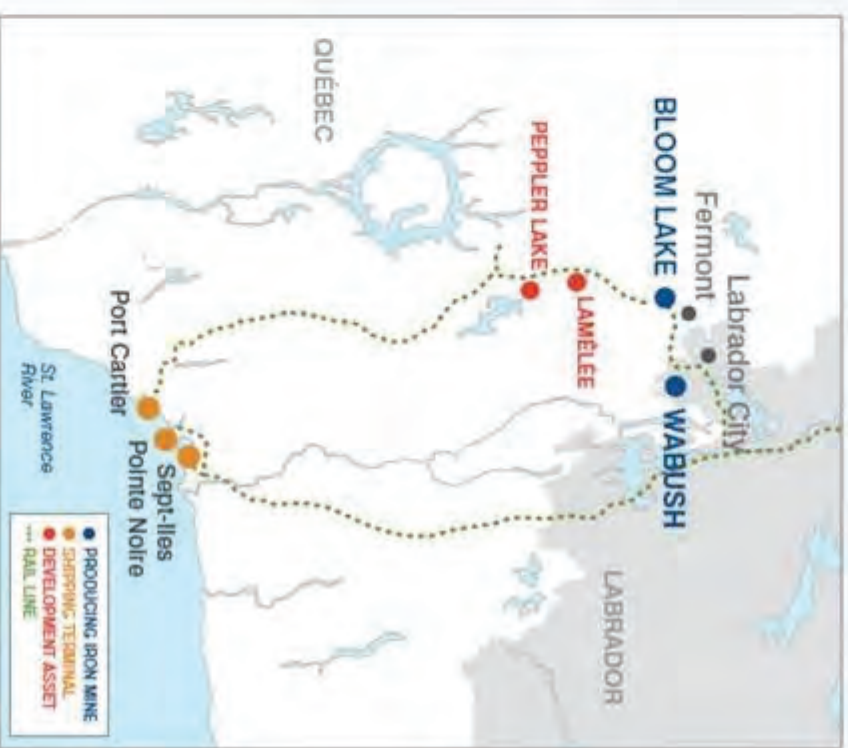 Labrador City
Fermont
BLOOM LAKE
WABUSH
LABRADOR
LAMÊLÉE
PEPPLER LAKE
QUÉBEC
Sept-Iles
Pointe Noire
Port Cartier
St. Lawrence
River
PRODUCING IRON MINE
SHIPPING TERMINAL
DEVELOPMENT ASSET
RAIL LINE